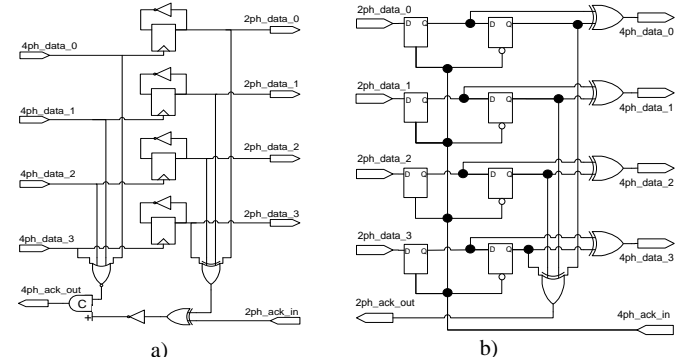 4ph_data_0
4ph_data_1
4ph_data_2
4ph_data_3
4ph_ack_out
2ph_data_0
2ph_data_1
2ph_data_2
2ph_data_3
2ph_ack_in
C
+
a)
2ph_data_0
2ph_data_1
2ph_data_2
2ph_data_3
2ph_ack_out
D Q D Q
D Q D Q
D Q D Q
D Q D Q
4ph_data_0
4ph_data_1
4ph_data_2
4ph_data_3
4ph_ack_in
b)